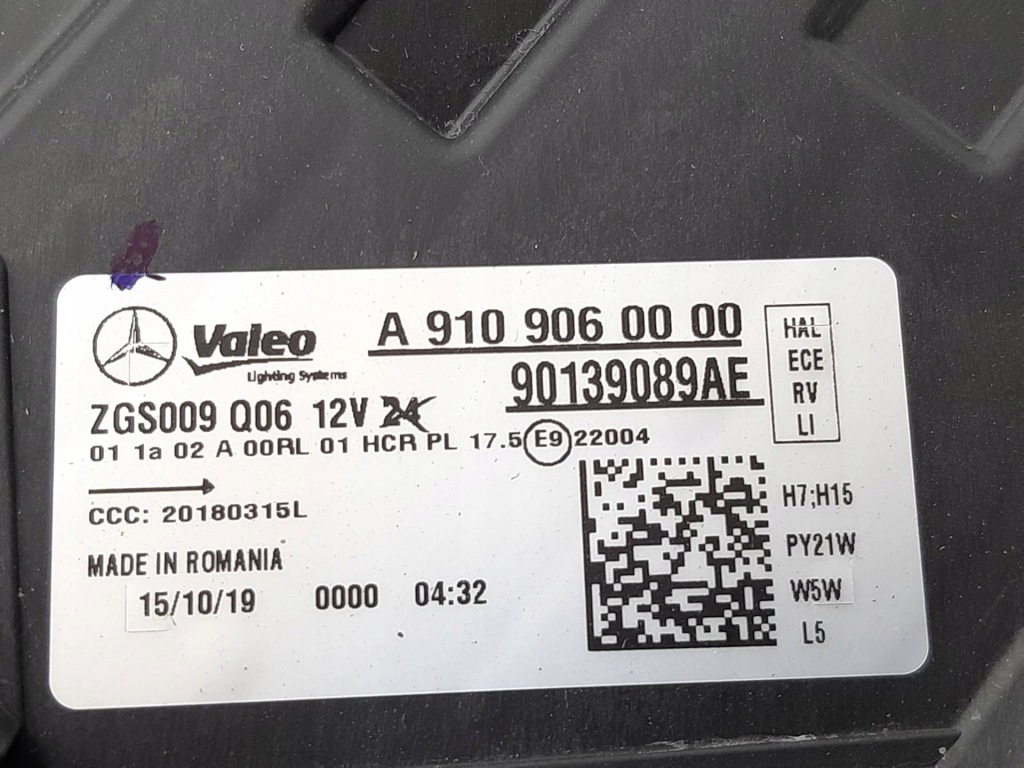 Valeo
Lighting Systems
A 910 906 00 00
90139089AE
HAL
ECE
RV
LI
ZGS009 Q06 12V 24
01 1a 02 A 00RL 01 HCR PL 17.5 E9 22004
CCC: 20180315L
MADE IN ROMANIA
15/10/19 0000 04:32
H7;H15
PY21W
W5W
L5